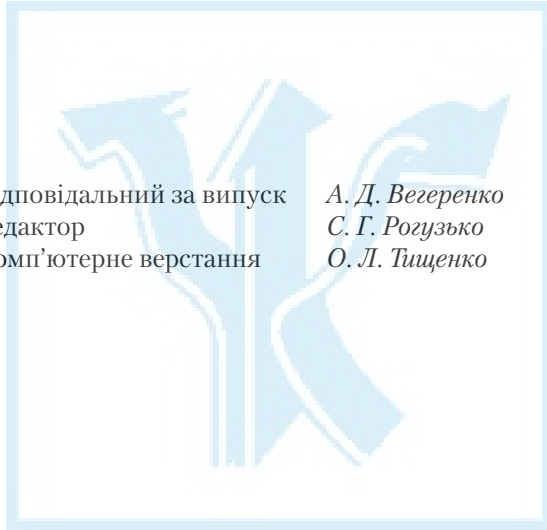 дповідальний за випуск А. Д. Вегеренко
едактор С. Г. Рогузько
омп’ютерне верстання О. Л. Тищенко